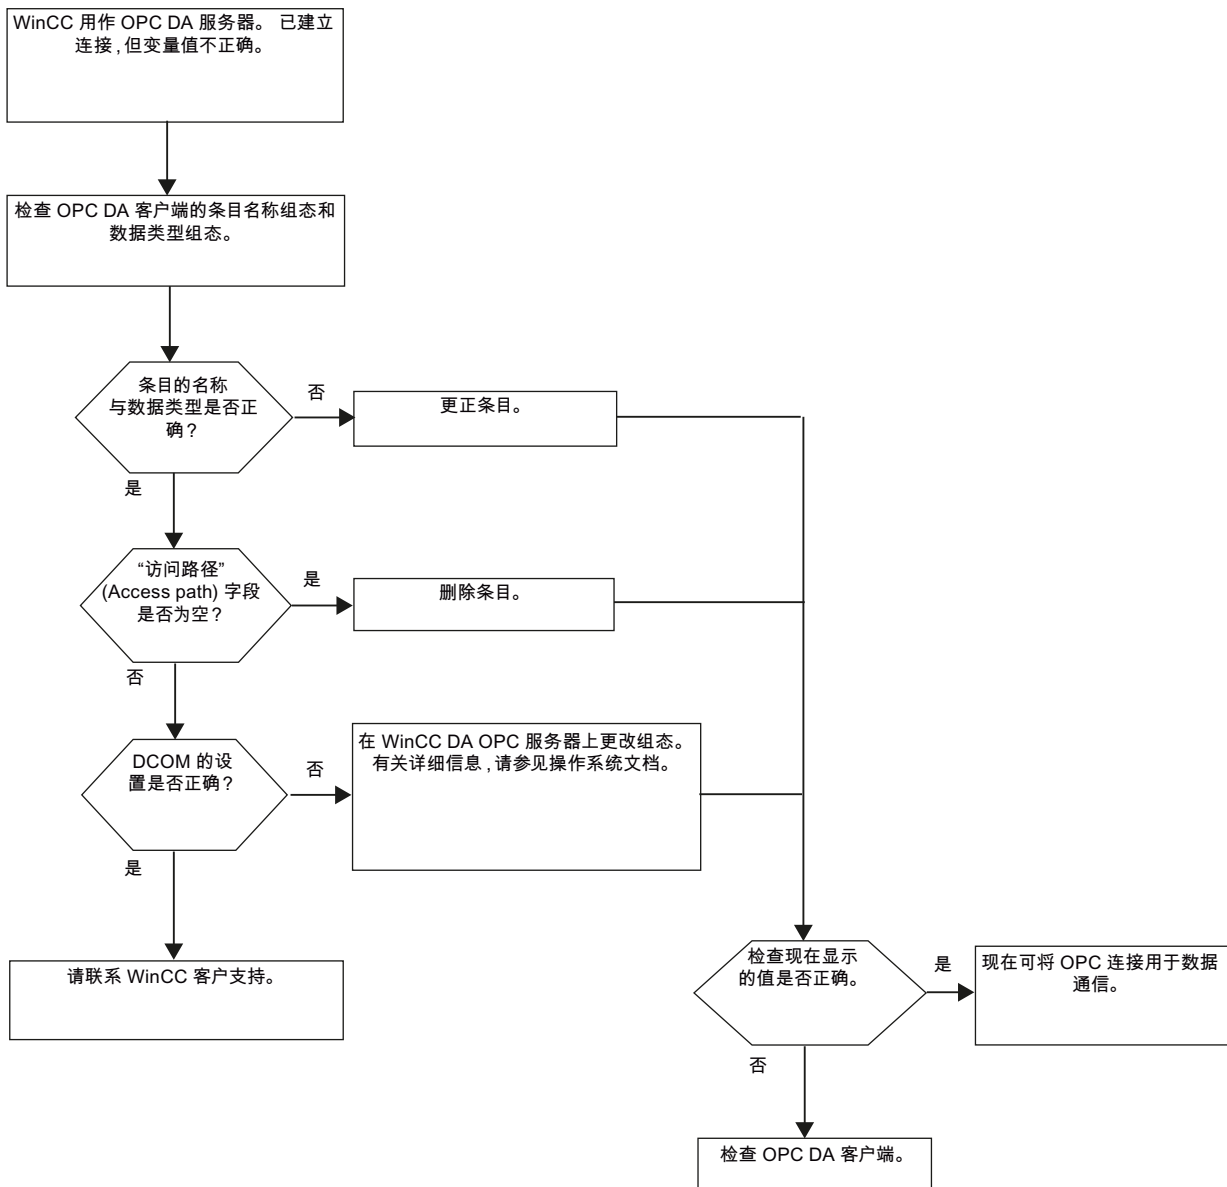 WinCC 用作 OPC DA 服务器。 已建立
连接,但变量值不正确。
检查 OPC DA 客户端的条目名称组态和
数据类型组态。
条目的名称
与数据类型是否正
确?
否
更正条目。
是
“访问路径”
(Access path) 字段
是否为空?
是
删除条目。
否
DCOM 的设
置是否正确?
否
在 WinCC DA OPC 服务器上更改组态。
有关详细信息,请参见操作系统文档。
是
请联系 WinCC 客户支持。
检查现在显示
的值是否正确。
是
现在可将 OPC 连接用于数据
通信。
否
检查 OPC DA 客户端。